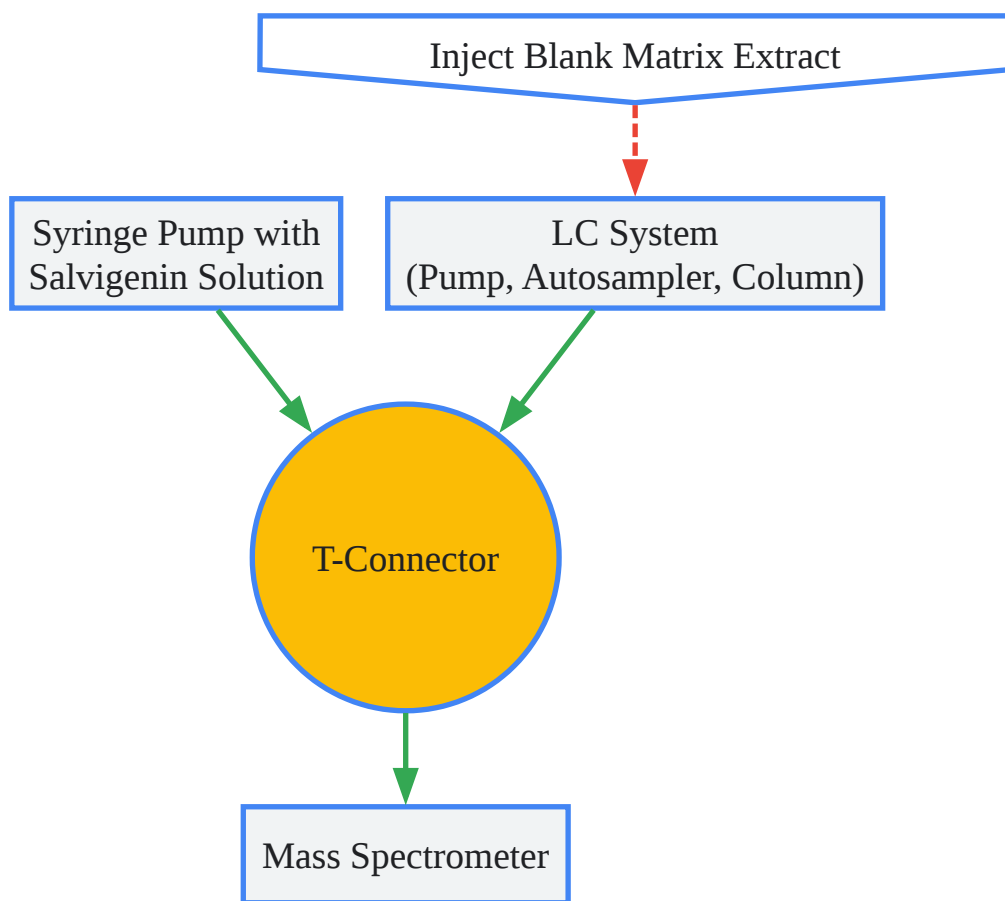 Inject Blank Matrix Extract
Syringe Pump with
Salvigenin Solution
LC System
(Pump, Autosampler, Column)
T-Connector
Mass Spectrometer